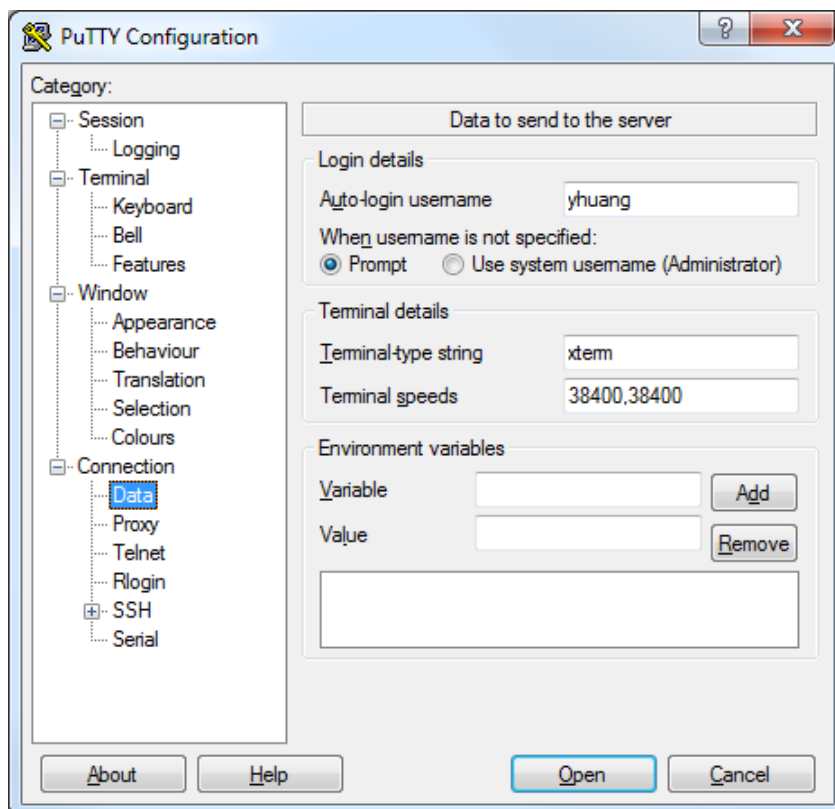 PuTTY Configuration
Category:
Session
Logging
Terminal
Keyboard
Bell
Features
Window
Appearance
Behaviour
Translation
Selection
Colours
Connection
Data
Proxy
Telnet
Rlogin
SSH
Serial
Data to send to the server
Login details
Auto-login username yhuang
When username is not specified:
Prompt Use system username (Administrator)
Terminal details
Terminal-type string xterm
Terminal speeds 38400,38400
Environment variables
Variable Add
Value Remove
About Help Open Cancel